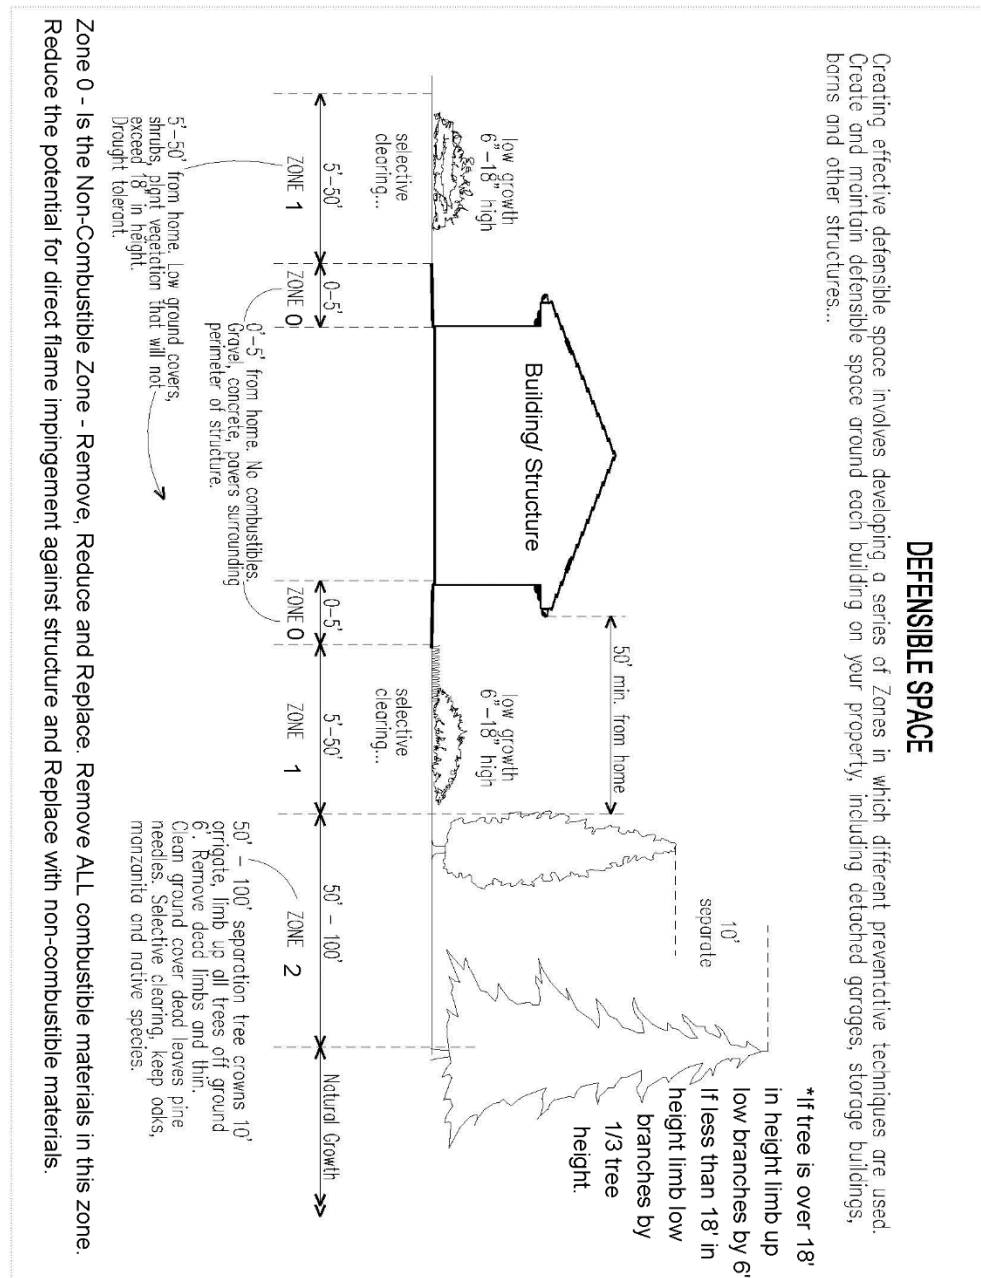 DEFENSIBLE SPACE
Creating effective defensible space involves developing a series of Zones in which different preventative techniques are used.
Create and maintain defensible space around each building on your property, including detached garages, storage buildings,
barns and other structures...
*If tree is over 18'
in height limb up
low branches by 6'
If less than 18' in
height limb low
branches by
1/3 tree
height.
10'
separate
50' min. from home
Building/ Structure
low growth
6"-18" high
selective
clearing...
low growth
6"-18" high
selective
clearing...
5'-50'
0-5'
0-5'
5'-50'
50' - 100'
Natural Growth
ZONE 1
ZONE 0
ZONE 0
ZONE 1
ZONE 2
0'-5' from home. No combustibles.
Gravel, concrete, pavers surrounding
perimeter of structure.
5'-50' from home. Low ground covers,
shrubs, plant vegetation that will not
exceed 18" in height.
Drought tolerant.
50' - 100' separation tree crowns 10'
orrigate, limb up all trees off ground
6'. Remove dead limbs and thin.
Clean ground cover dead leaves pine
needles. Selective clearing, keep oaks,
manzanita and native species.
Zone 0 - Is the Non-Combustible Zone - Remove, Reduce and Replace. Remove ALL combustible materials in this zone.
Reduce the potential for direct flame impingement against structure and Replace with non-combustible materials.